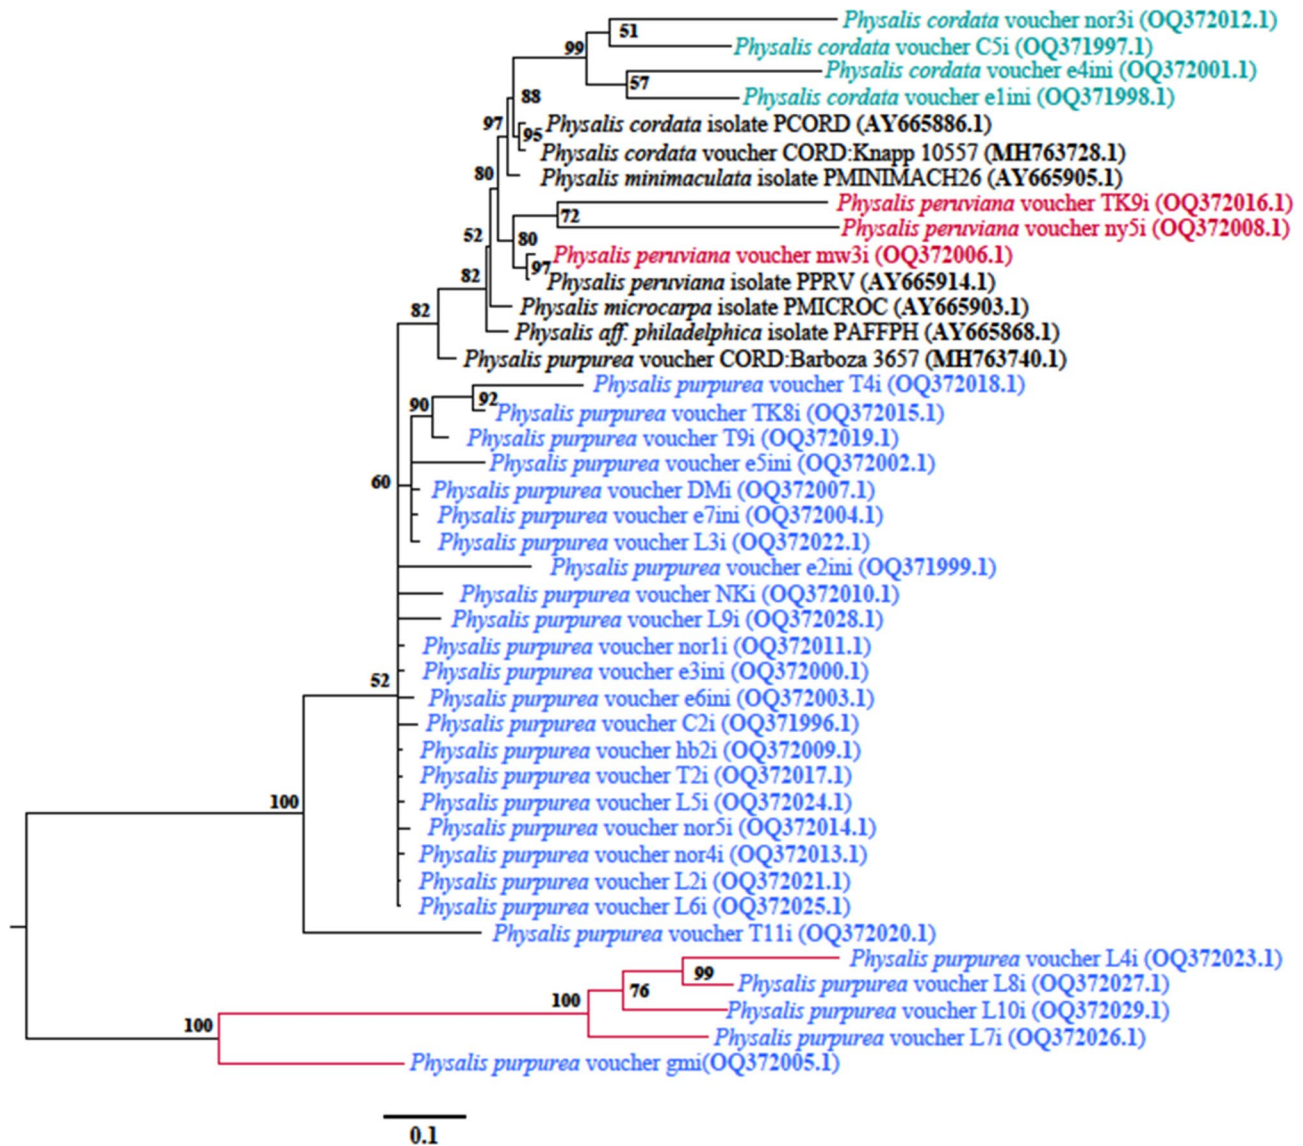 Physalis cordata voucher nor3i (OQ372012.1)
51
Physalis cordata voucher C5i (OQ371997.1)
99
Physalis cordata voucher e4ini (OQ372001.1)
57
Physalis cordata voucher e1ini (OQ371998.1)
88
Physalis cordata isolate PCORD (AY665886.1)
97
95
Physalis cordata voucher CORD:Knapp 10557 (MH763728.1)
80
Physalis minimaculata isolate PMINIMACH26 (AY665905.1)
Physalis peruviana voucher TK9i (OQ372016.1)
72
Physalis peruviana voucher ny5i (OQ372008.1)
52
80
Physalis peruviana voucher mw3i (OQ372006.1)
97
82
Physalis peruviana isolate PPRV (AY665914.1)
Physalis microcarpa isolate PMICROC (AY665903.1)
82
Physalis aff. philadelphica isolate PAFFPH (AY665868.1)
Physalis purpurea voucher CORD:Barboza 3657 (MH763740.1)
Physalis purpurea voucher T4i (OQ372018.1)
92
90
Physalis purpurea voucher TK8i (OQ372015.1)
Physalis purpurea voucher T9i (OQ372019.1)
Physalis purpurea voucher e5ini (OQ372002.1)
60
Physalis purpurea voucher DMi (OQ372007.1)
Physalis purpurea voucher e7ini (OQ372004.1)
Physalis purpurea voucher L3i (OQ372022.1)
Physalis purpurea voucher e2ini (OQ371999.1)
Physalis purpurea voucher NKi (OQ372010.1)
Physalis purpurea voucher L9i (OQ372028.1)
Physalis purpurea voucher nor1i (OQ372011.1)
Physalis purpurea voucher e3ini (OQ372000.1)
52
Physalis purpurea voucher e6ini (OQ372003.1)
Physalis purpurea voucher C2i (OQ371996.1)
Physalis purpurea voucher hb2i (OQ372009.1)
Physalis purpurea voucher T2i (OQ372017.1)
100
Physalis purpurea voucher L5i (OQ372024.1)
Physalis purpurea voucher nor5i (OQ372014.1)
Physalis purpurea voucher nor4i (OQ372013.1)
Physalis purpurea voucher L2i (OQ372021.1)
Physalis purpurea voucher L6i (OQ372025.1)
Physalis purpurea voucher T11i (OQ372020.1)
Physalis purpurea voucher L4i (OQ372023.1)
99
Physalis purpurea voucher L8i (OQ372027.1)
76
100
Physalis purpurea voucher L10i (OQ372029.1)
100
Physalis purpurea voucher L7i (OQ372026.1)
Physalis purpurea voucher gmi(OQ372005.1)
0.1